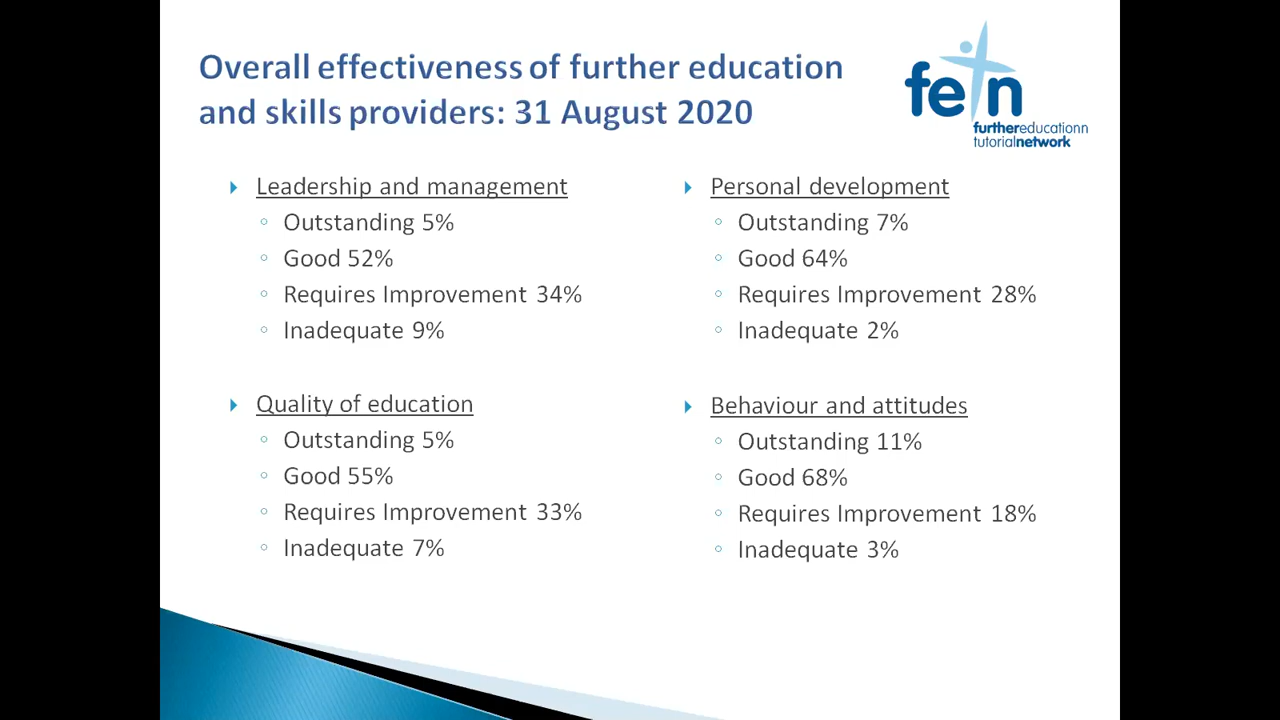 Overall effectiveness of further education
and skills providers: 31 August 2020
fetn
furthereducationn
tutorialnetwork
Leadership and management
Outstanding 5%
Good 52%
Requires Improvement 34%
Inadequate 9%
Quality of education
Outstanding 5%
Good 55%
Requires Improvement 33%
Inadequate 7%
Personal development
Outstanding 7%
Good 64%
Requires Improvement 28%
Inadequate 2%
Behaviour and attitudes
Outstanding 11%
Good 68%
Requires Improvement 18%
Inadequate 3%